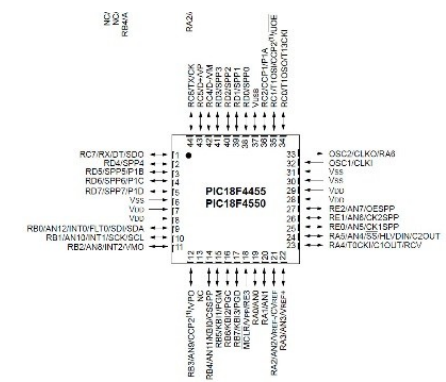 NC/
NC/
RB4/A
RA2/
RC6/TX/CK
RC5/D+/VP
RC4/D-/VM
RD3/SPP3
RD2/SPP2
RD1/SPP1
RD0/SPP0
VUSB
RC2/CCP1/P1A
RC1/T1OSI/CCP2(1)/UOE
RC0/T1OSO/T13CKI
44
43
42
41
40
39
38
37
36
35
34
RC7/RX/DT/SDO 1
RD4/SPP4 2
RD5/SPP5/P1B 3
RD6/SPP6/P1C 4
RD7/SPP7/P1D 5
VSS 6
VDD 7
RB0/AN12/INT0/FLT0/SDI/SDA 8
RB1/AN10/INT1/SCK/SCL 9
RB2/AN8/INT2/VMO 10
11
PIC18F4455
PIC18F4550
33 OSC2/CLKO/RA6
32 OSC1/CLKI
31 VSS
30 VSS
29 VDD
28 VDD
27 RE2/AN7/OESPP
26 RE1/AN6/CK2SPP
25 RE0/AN5/CK1SPP
24 RA5/AN4/SS/HLVDIN/C2OUT
23 RA4/T0CKI/C1OUT/RCV
12
13
14
15
16
17
18
19
20
21
22
RB3/AN9/CCP2(1)/VPO
NC
RB4/AN11/KBI0/CSSPP
RB5/KBI1/PGM
RB6/KBI2/PGC
RB7/KBI3/PGD
MCLR/VPP/RE3
RA0/AN0
RA1/AN1
RA2/AN2/VREF-/CVREF
RA3/AN3/VREF+